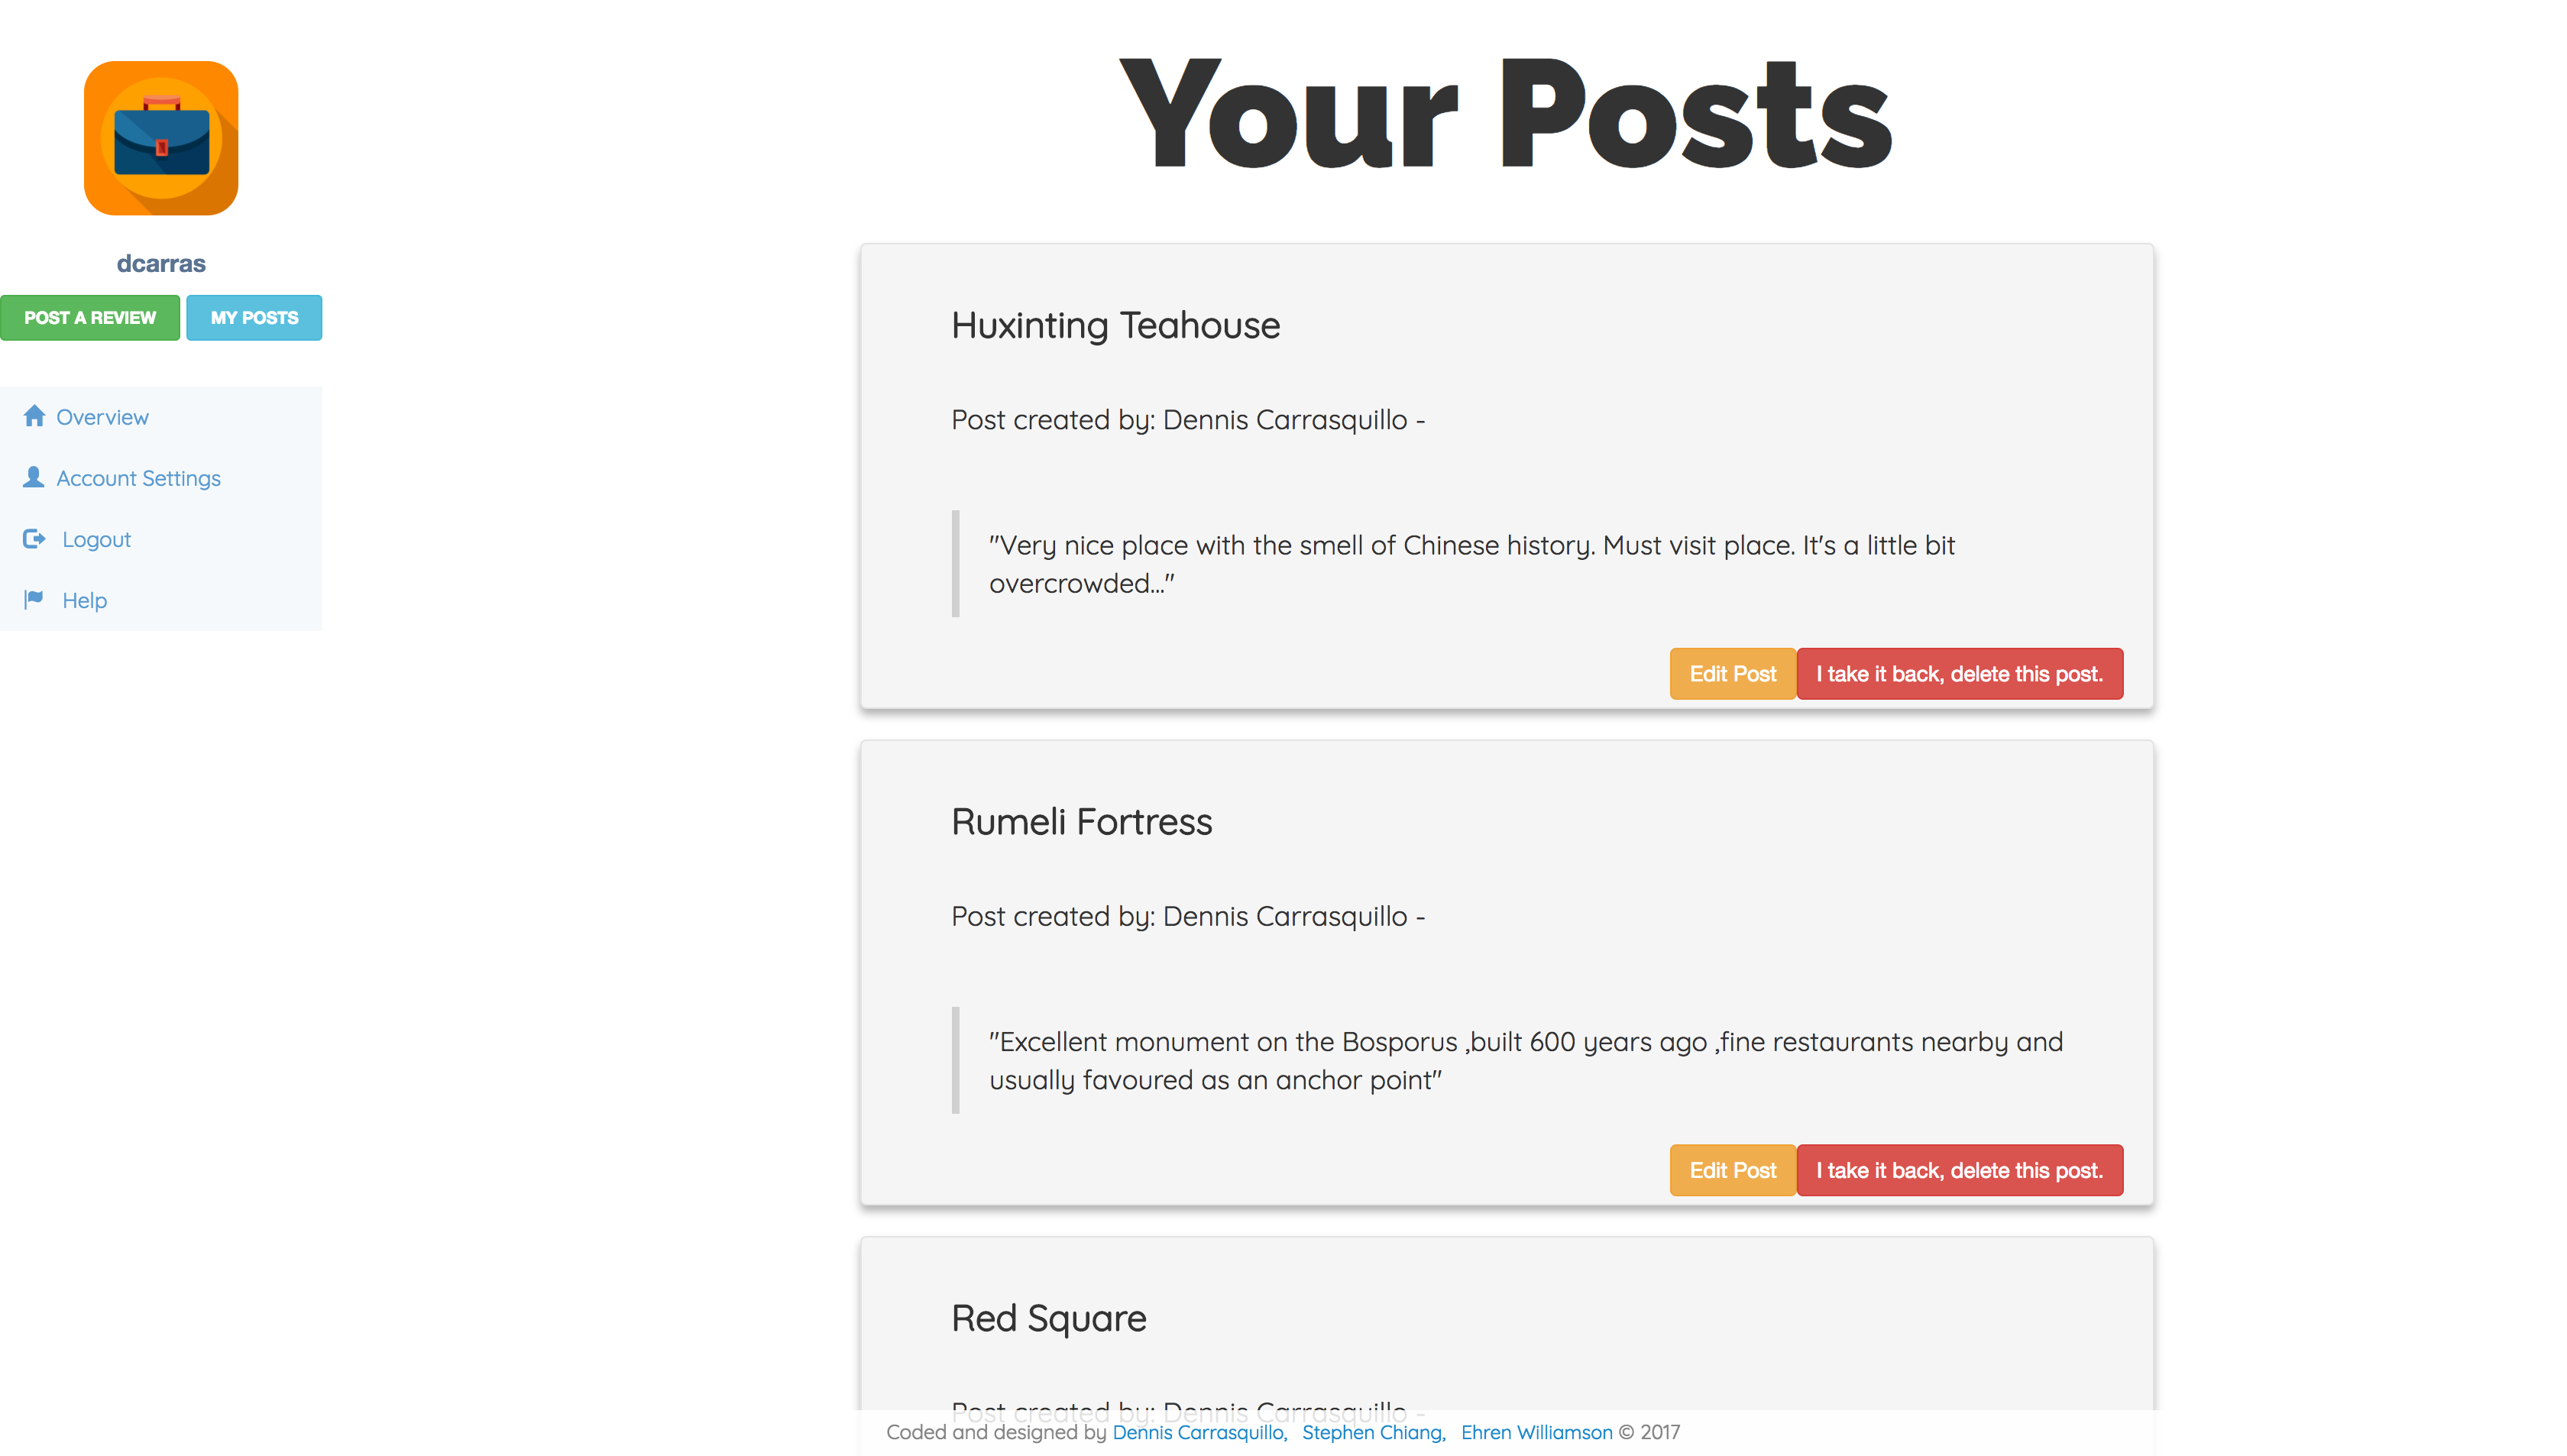 dcarras
POST A REVIEW
MY POSTS
Overview
Account Settings
Logout
Help
Your Posts
Huxinting Teahouse
Post created by: Dennis Carrasquillo -
"Very nice place with the smell of Chinese history. Must visit place. It's a little bit
overcrowded..."
Edit Post
I take it back, delete this post.
Rumeli Fortress
Post created by: Dennis Carrasquillo -
"Excellent monument on the Bosporus ,built 600 years ago ,fine restaurants nearby and
usually favoured as an anchor point"
Edit Post
I take it back, delete this post.
Red Square
Post created by: Dennis Carrasquillo -
Coded and designed by Dennis Carrasquillo, Stephen Chiang, Ehren Williamson © 2017